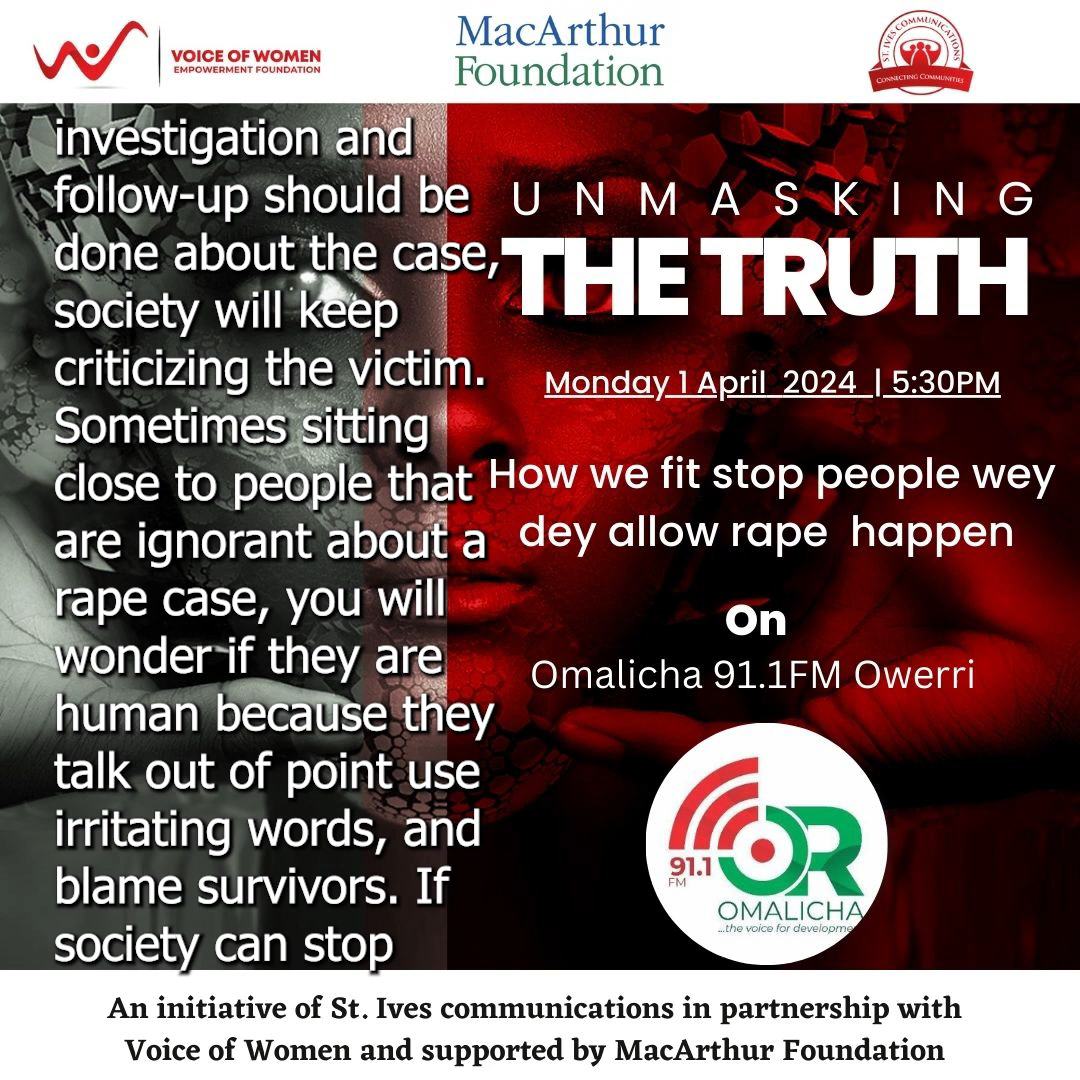 VOICE OF WOMEN
EMPOWERMENT FOUNDATION
MacArthur
Foundation
ST. IVES COMMUNICATIONS
CONNECTING COMMUNITIES
investigation and
follow-up should be
done about the case,
society will keep
criticizing the victim.
Sometimes sitting
close to people that
are ignorant about a
rape case, you will
wonder if they are
human because they
talk out of point use
irritating words, and
blame survivors. If
society can stop
UNMASKING
THE TRUTH
Monday 1 April 2024 | 5:30PM
How we fit stop people wey
dey allow rape happen
On
Omalicha 91.1FM Owerri
91.1
FM
OR
OMALICHA
...the voice for developme
An initiative of St. Ives communications in partnership with
Voice of Women and supported by MacArthur Foundation